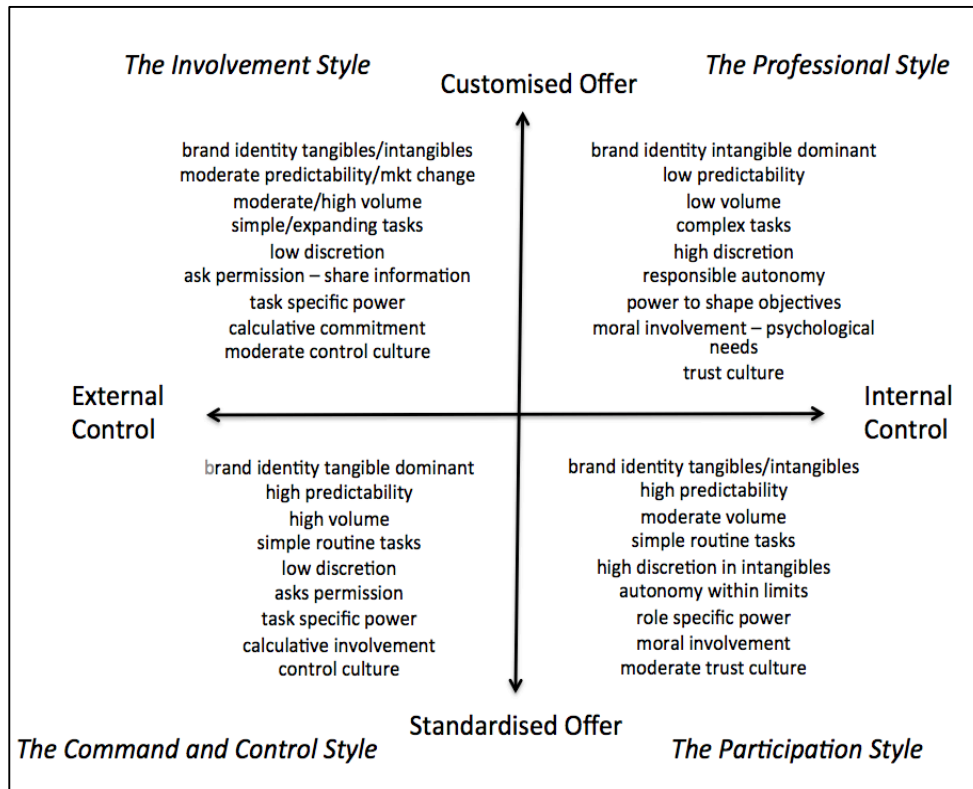 The Involvement Style
The Professional Style
Customised Offer
brand identity tangibles/intangibles
moderate predictability/mkt change
moderate/high volume
simple/expanding tasks
low discretion
ask permission – share information
task specific power
calculative commitment
moderate control culture
brand identity intangible dominant
low predictability
low volume
complex tasks
high discretion
responsible autonomy
power to shape objectives
moral involvement – psychological
needs
trust culture
External
Control
Internal
Control
brand identity tangible dominant
high predictability
high volume
simple routine tasks
low discretion
asks permission
task specific power
calculative involvement
control culture
brand identity tangibles/intangibles
high predictability
moderate volume
simple routine tasks
high discretion in intangibles
autonomy within limits
role specific power
moral involvement
moderate trust culture
Standardised Offer
The Command and Control Style
The Participation Style